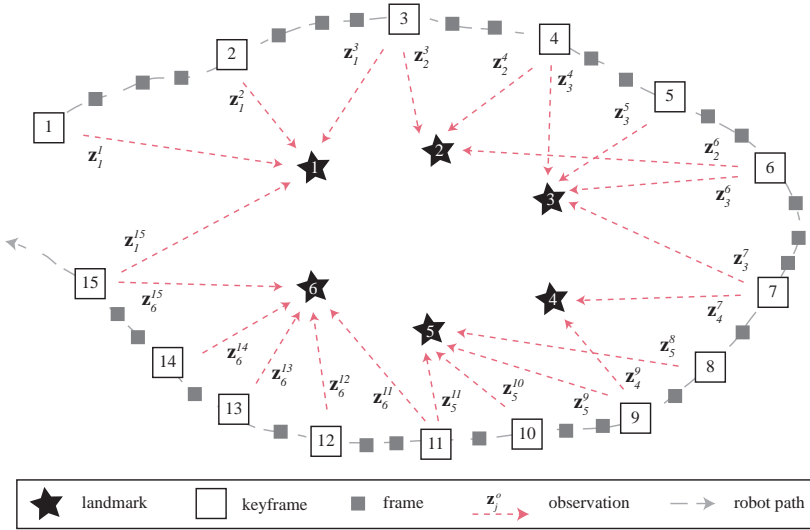 3
2
4
z_1^3
z_2^3
z_2^4
z_3^4
z_1^2
5
1
z_3^5
z_1^1
2
z_2^6
6
1
z_3^6
3
z_1^{15}
z_3^7
15
6
4
7
z_6^{15}
z_4^7
5
z_5^8
14
z_6^{14}
8
z_6^{13}
z_6^{12}
z_6^{11}
z_5^{11}
z_5^{10}
z_5^9
z_4^9
13
9
12
11
10
landmark
keyframe
frame
z_j^o
observation
robot path